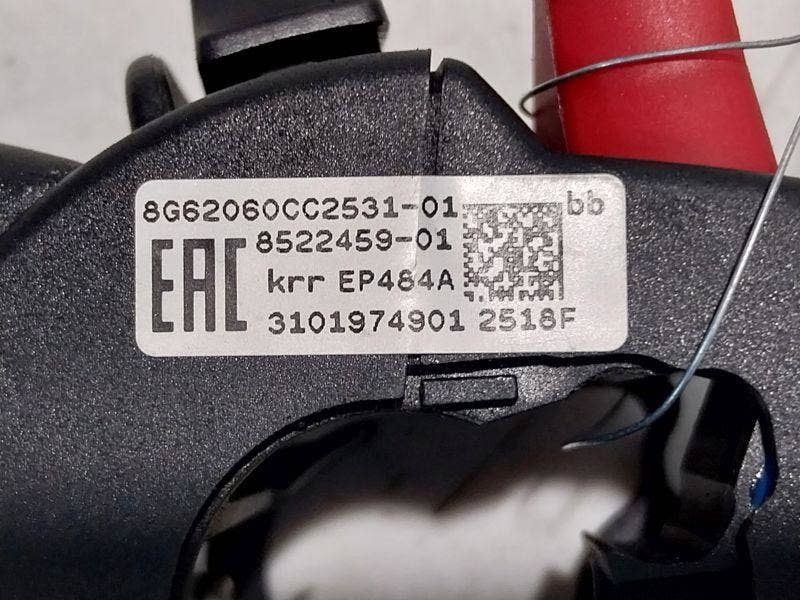 8G62060CC2531-01 bb
EAC 8522459-01
krr EP484A
3101974901 2518F